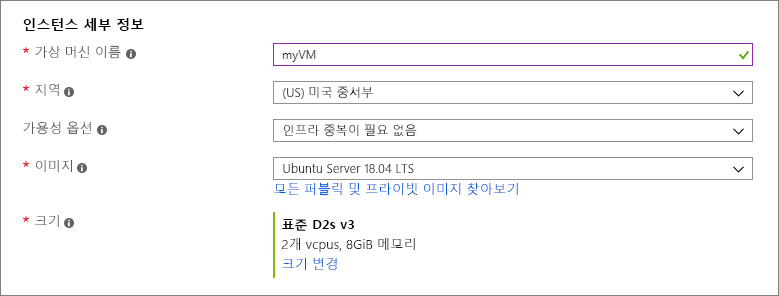 인스턴스 세부 정보
* 가상 머신 이름
myVM
* 지역
(US) 미국 중서부
가용성 옵션
인프라 중복이 필요 없음
* 이미지
Ubuntu Server 18.04 LTS
모든 퍼블릭 및 프라이빗 이미지 찾아보기
* 크기
표준 D2s v3
2개 vcpus, 8GiB 메모리
크기 변경